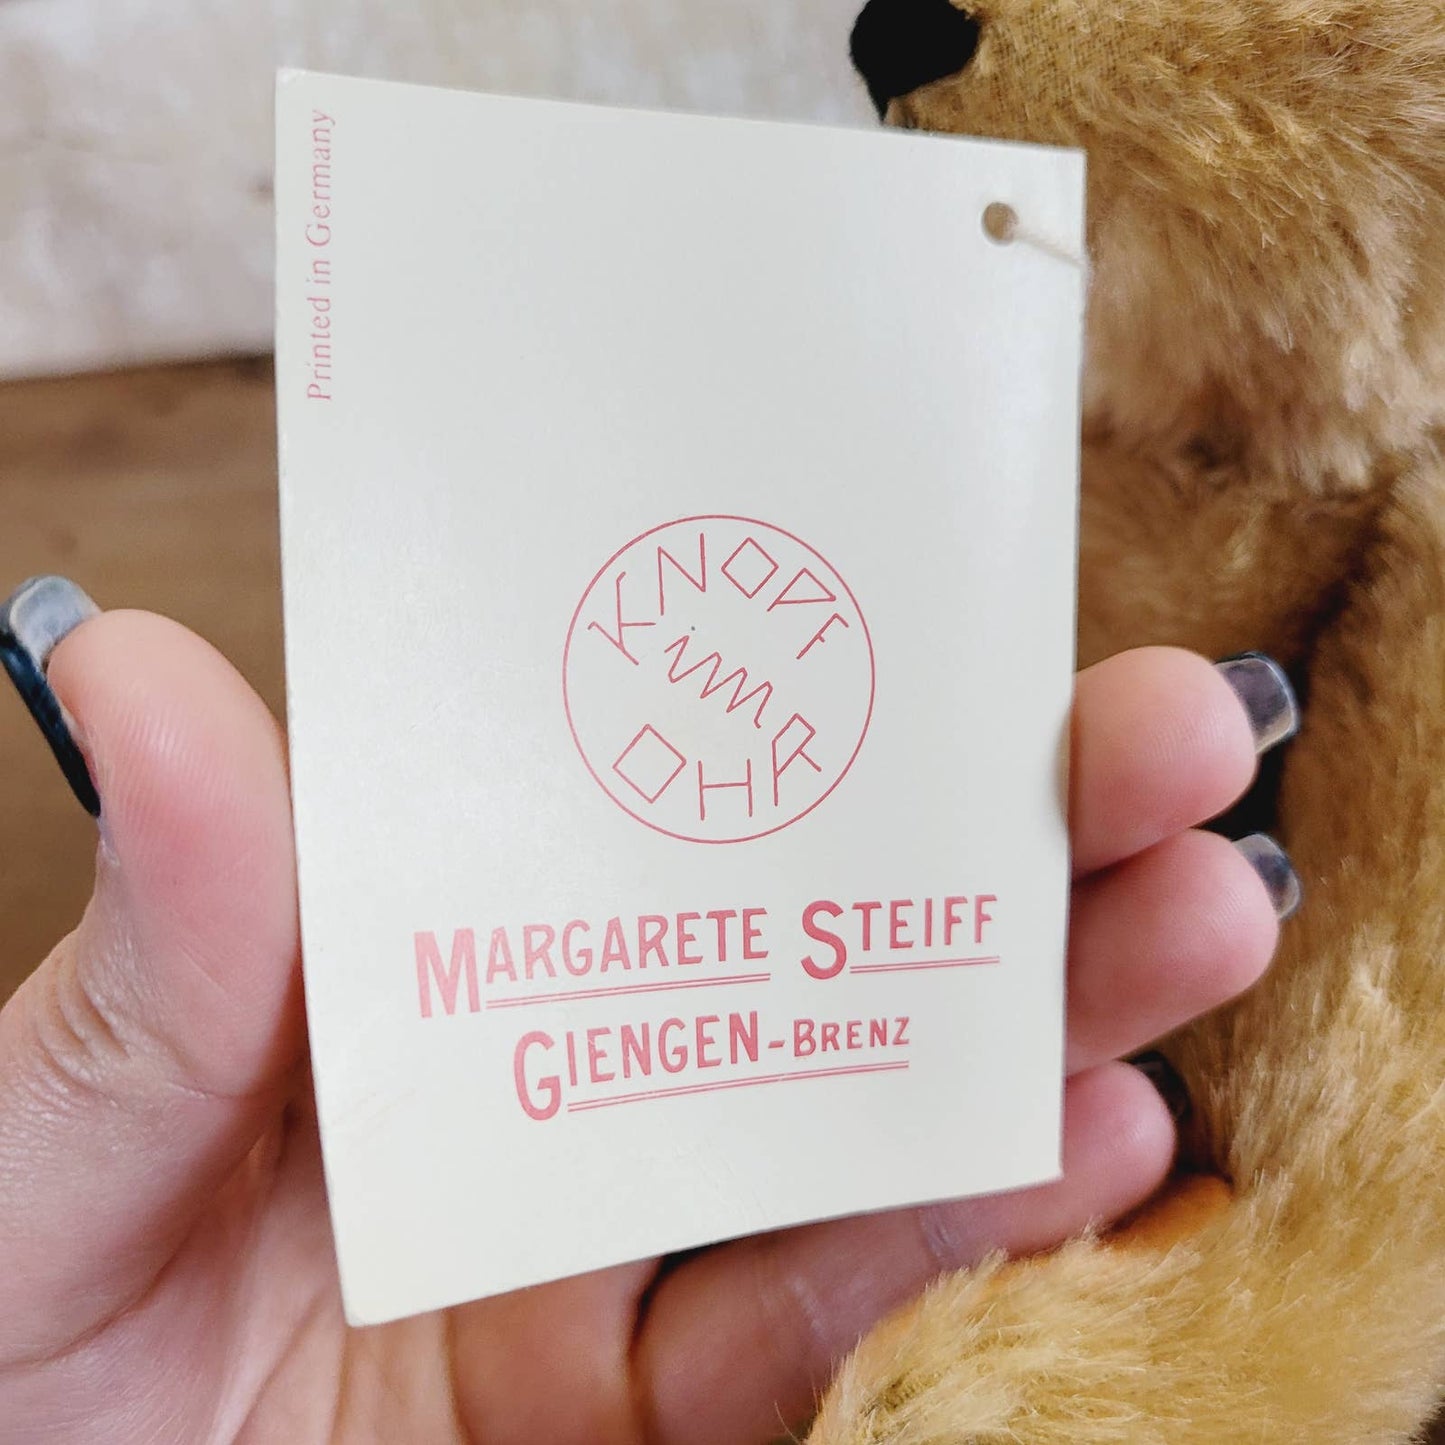 Printed in Germany
KNOPF
im
OHR
MARGARETE STEIFF
GIENGEN-BRENZ